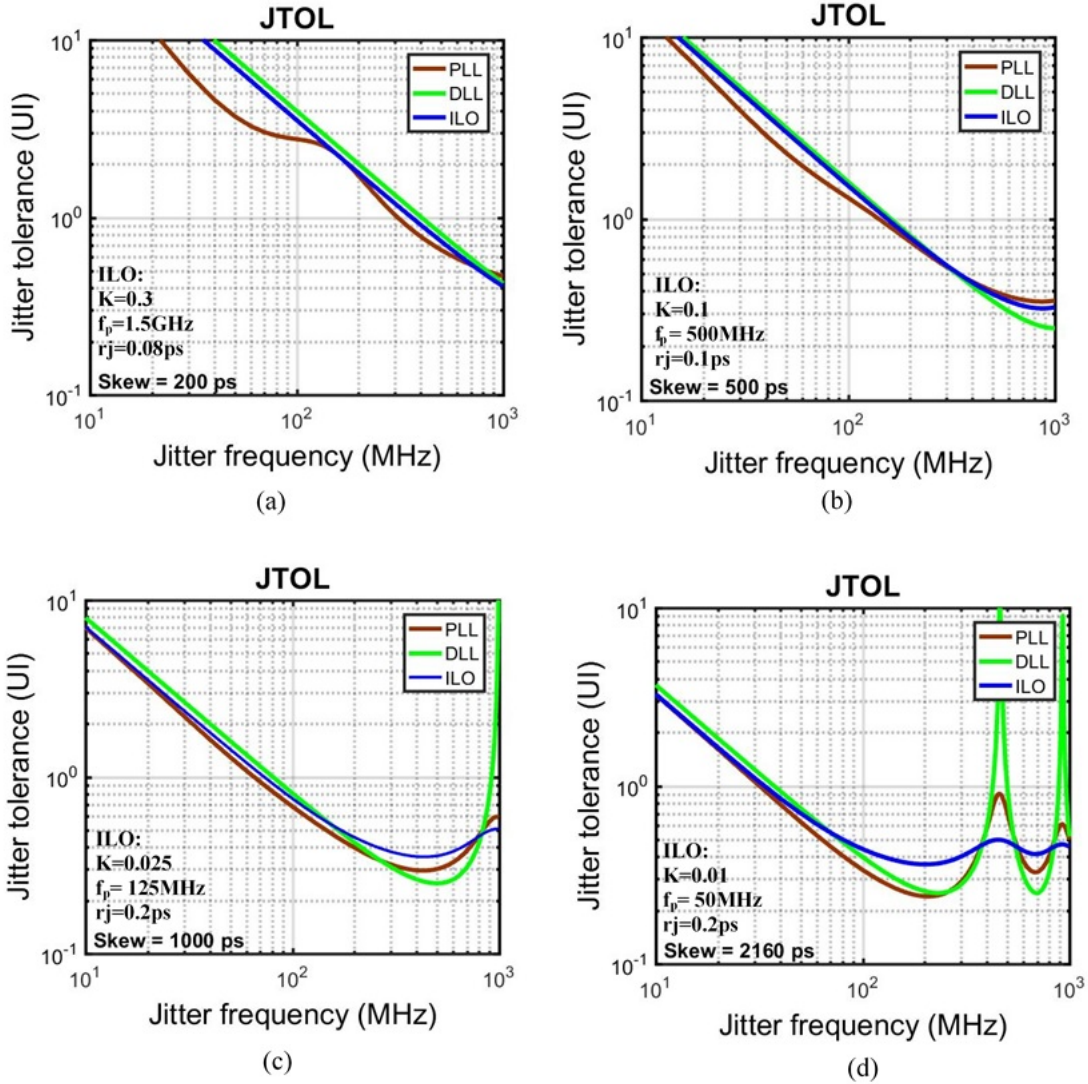 JTOL
10^1
10^0
10^-1
Jitter tolerance (UI)
PLL
DLL
ILO
ILO:
K=0.3
f_p=1.5GHz
rj=0.08ps
Skew = 200 ps
10^1
10^2
10^3
Jitter frequency (MHz)
(a)
JTOL
10^1
10^0
10^-1
Jitter tolerance (UI)
PLL
DLL
ILO
ILO:
K=0.1
f_p= 500MHz
rj=0.1ps
Skew = 500 ps
10^1
10^2
10^3
Jitter frequency (MHz)
(b)
JTOL
10^1
10^0
10^-1
Jitter tolerance (UI)
PLL
DLL
ILO
ILO:
K=0.025
f_p= 125MHz
rj=0.2ps
Skew = 1000 ps
10^1
10^2
10^3
Jitter frequency (MHz)
(c)
JTOL
10^1
10^0
10^-1
Jitter tolerance (UI)
PLL
DLL
ILO
ILO:
K=0.01
f_p= 50MHz
rj=0.2ps
Skew = 2160 ps
10^1
10^2
10^3
Jitter frequency (MHz)
(d)